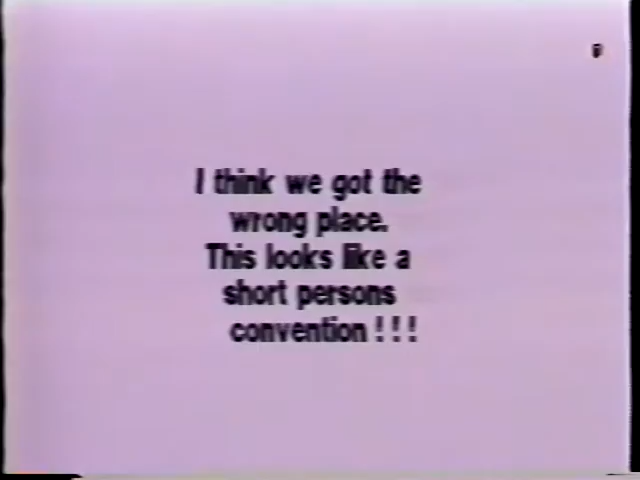 I think we got the
wrong place.
This looks like a
short persons
convention ! ! !